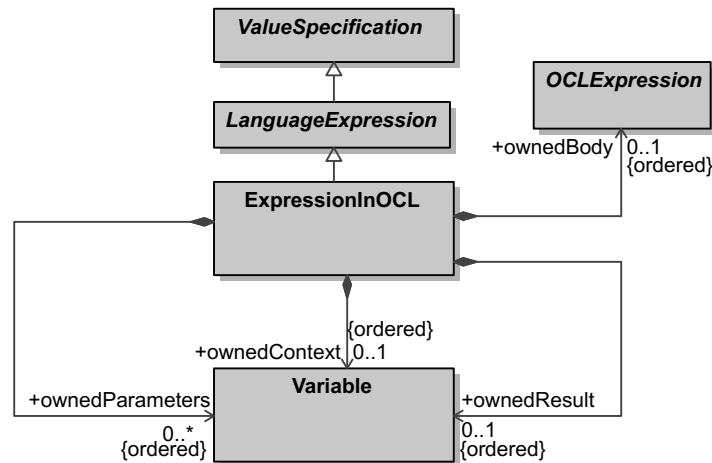 ValueSpecification
OCLExpression
LanguageExpression
+ownedBody 0..1
{ordered}
ExpressionInOCL
{ordered}
+ownedContext 0..1
Variable
+ownedParameters
0..*
{ordered}
+ownedResult
0..1
{ordered}